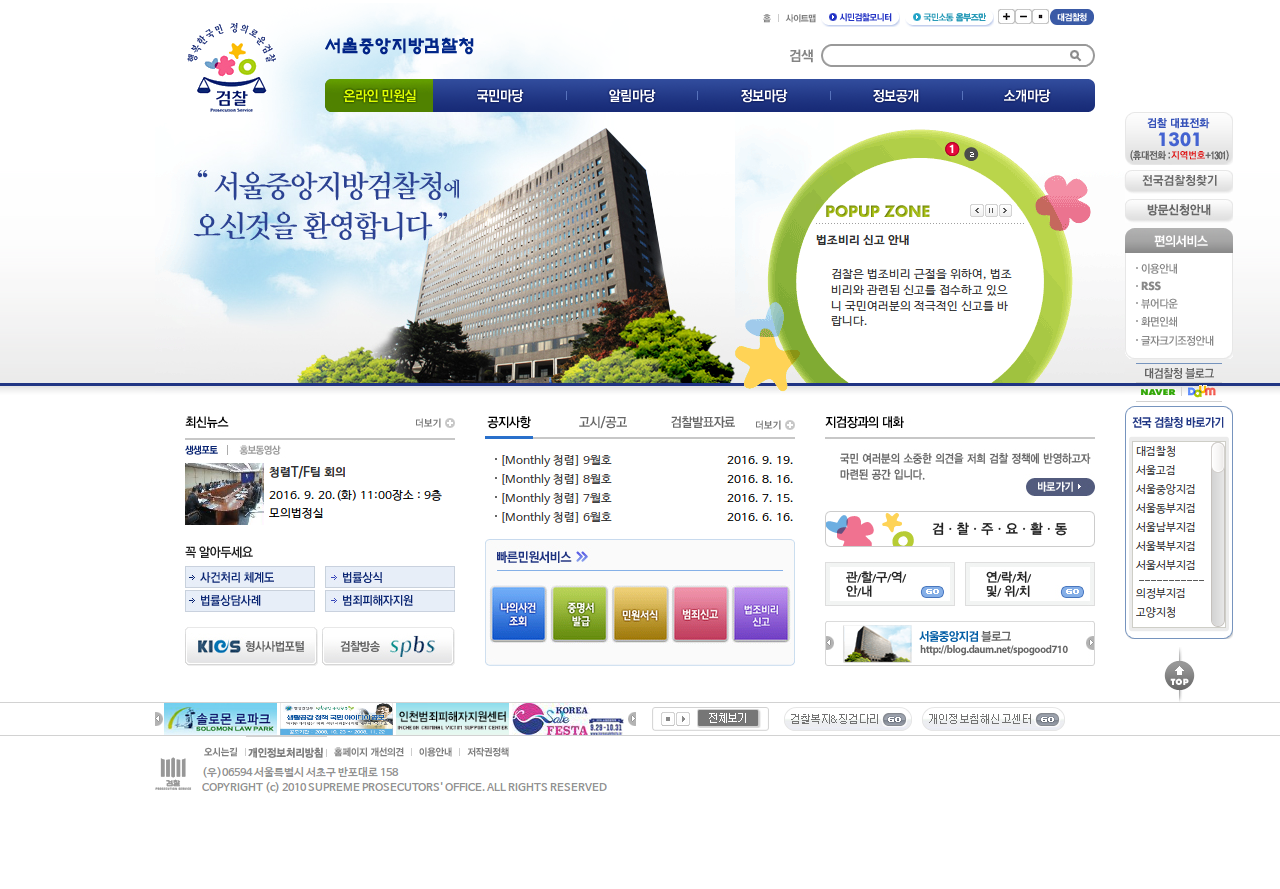 홈
사이트맵
시민검찰모니터
국민소통 옴부즈만
대검찰청
행복한국민 정의로운검찰
검찰
Prosecution Service
서울중앙지방검찰청
검색
온라인 민원실
국민마당
알림마당
정보마당
정보공개
소개마당
“ 서울중앙지방검찰청에
오신것을 환영합니다 ”
1 2
POPUP ZONE
법조비리 신고 안내
검찰은 법조비리 근절을 위하여, 법조
비리와 관련된 신고를 접수하고 있으
니 국민여러분의 적극적인 신고를 바
랍니다.
검찰 대표전화
1301
(휴대전화 :지역번호+1301)
전국검찰청찾기
방문신청안내
편의서비스
· 이용안내
· RSS
· 뷰어다운
· 화면인쇄
· 글자크기조정안내
대검찰청 블로그
NAVER
Daum
전국 검찰청 바로가기
대검찰청
서울고검
서울중앙지검
서울동부지검
서울남부지검
서울북부지검
서울서부지검
-----------
의정부지검
고양지청
TOP
최신뉴스
더보기
생생포토
홍보동영상
청렴T/F팀 회의
2016. 9. 20.(화) 11:00장소 : 9층
모의법정실
꼭 알아두세요
사건처리 체계도
법률상식
법률상담사례
범죄피해자지원
KICS 형사사법포털
검찰방송 spbs
공지사항
고시/공고
검찰발표자료
더보기
· [Monthly 청렴] 9월호 2016. 9. 19.
· [Monthly 청렴] 8월호 2016. 8. 16.
· [Monthly 청렴] 7월호 2016. 7. 15.
· [Monthly 청렴] 6월호 2016. 6. 16.
빠른민원서비스
나의사건
조회
증명서
발급
민원서식
범죄신고
법조비리
신고
지검장과의 대화
국민 여러분의 소중한 의견을 저희 검찰 정책에 반영하고자
마련된 공간 입니다.
바로가기
검·찰·주·요·활·동
관/할/구/역/
안/내
GO
연/락/처/
및/ 위/치
GO
서울중앙지검 블로그
http://blog.daum.net/spogood710
솔로몬 로파크
SOLOMON LAW PARK
인천범죄피해자지원센터
INCHEON CRIMINAL VICTIM SUPPORT CENTER
KOREA
Sale
FESTA
9.29-10.31
전체보기
검찰복지&직검다리 GO
개인정보침해신고센터 GO
오시는길
개인정보처리방침
홈페이지 개선의견
이용안내
저작권정책
검찰
PROSECUTION SERVICE
(우)06594 서울특별시 서초구 반포대로 158
COPYRIGHT (c) 2010 SUPREME PROSECUTORS' OFFICE. ALL RIGHTS RESERVED